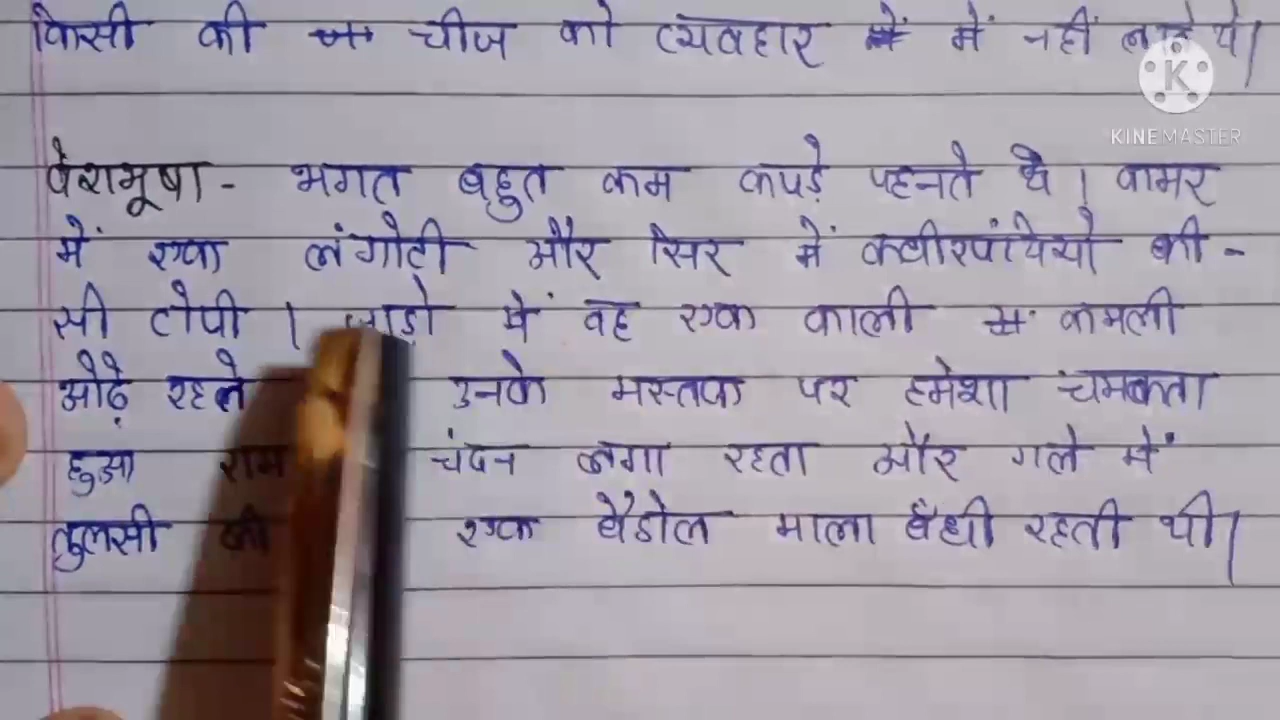 किसी की चीज को व्यवहार में में नहीं लाते थे।
K
KINEMASTER
वेशभूषा - भगत बहुत कम कपड़े पहनते थे। कमर
में एक लंगोटी और सिर में कबीरपंथियो की -
सी टोपी। जाड़ो में वह एक काली कमली
ओढ़े रहते उनके मस्तक पर हमेशा चमकता
हुआ राम चंदन लगा रहता और गले में
तुलसी की एक बेडोल माला बँधी रहती थी।